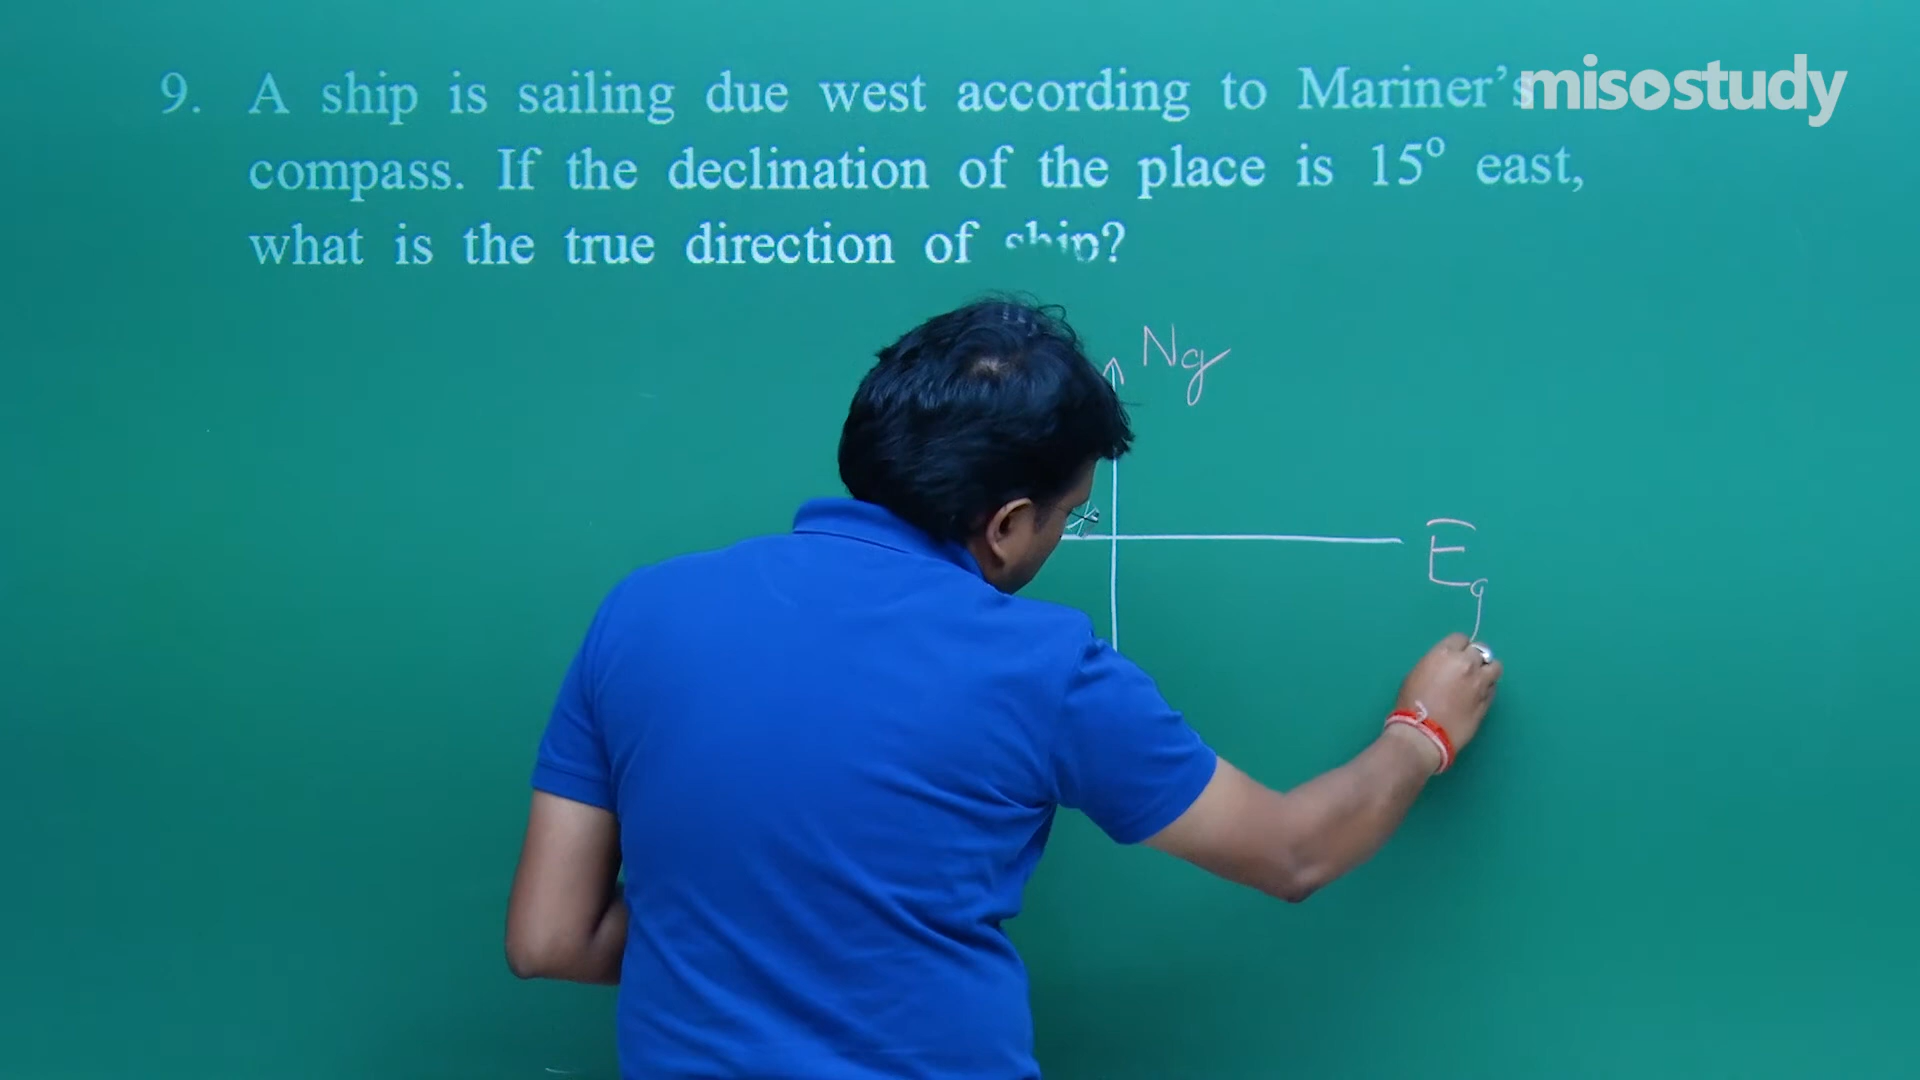 9. A ship is sailing due west according to Mariner's
misostudy
compass. If the declination of the place is 15° east,
what is the true direction of ship?
Ng
Eg